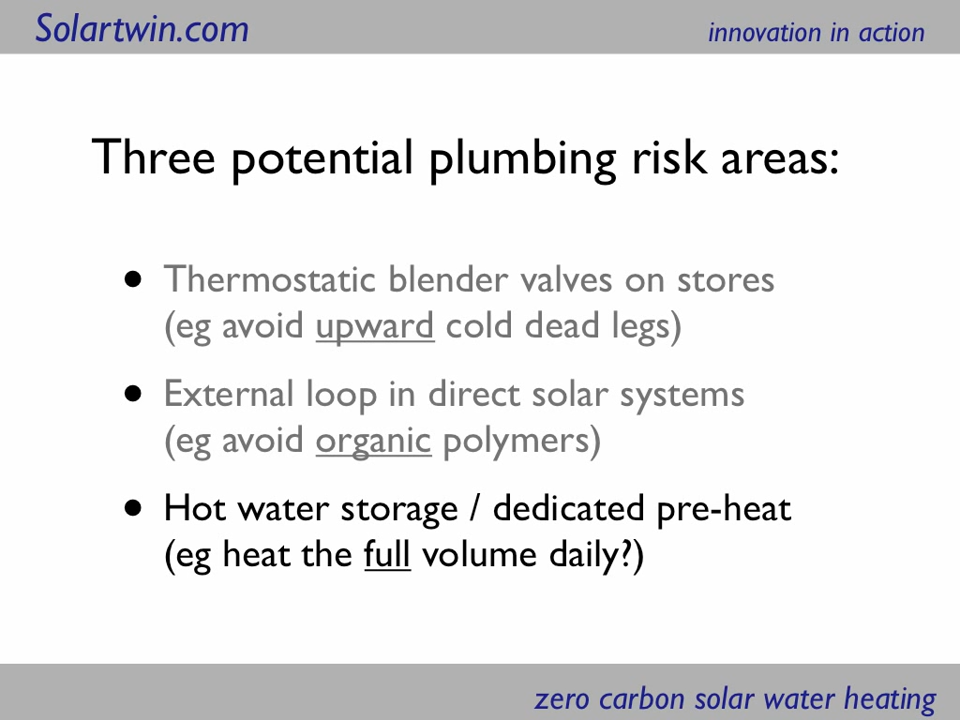 Solartwin.com
innovation in action
Three potential plumbing risk areas:
• Thermostatic blender valves on stores
(eg avoid upward cold dead legs)
• External loop in direct solar systems
(eg avoid organic polymers)
• Hot water storage / dedicated pre-heat
(eg heat the full volume daily?)
zero carbon solar water heating